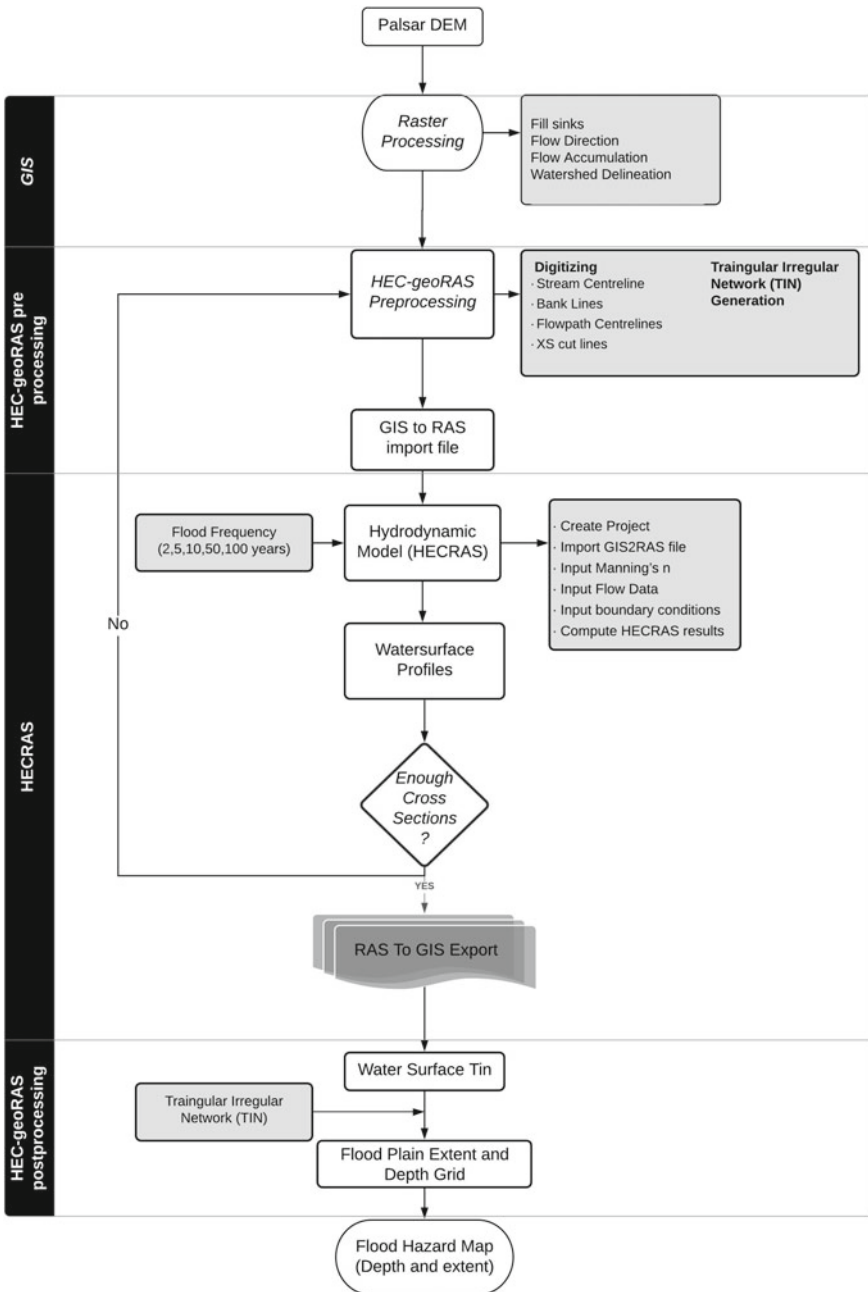 Palsar DEM
GIS
Raster
Processing
Fill sinks
Flow Direction
Flow Accumulation
Watershed Delineation
HEC-geoRAS pre
processing
HEC-geoRAS
Preprocessing
Digitizing
· Stream Centreline
· Bank Lines
· Flowpath Centrelines
· XS cut lines
Traingular Irregular
Network (TIN)
Generation
GIS to RAS
import file
HECRAS
Flood Frequency
(2,5,10,50,100 years)
Hydrodynamic
Model (HECRAS)
· Create Project
· Import GIS2RAS file
· Input Manning's n
· Input Flow Data
· Input boundary conditions
· Compute HECRAS results
No
Watersurface
Profiles
Enough
Cross
Sections
?
YES
RAS To GIS Export
HEC-geoRAS
postprocessing
Water Surface Tin
Traingular Irregular
Network (TIN)
Flood Plain Extent and
Depth Grid
Flood Hazard Map
(Depth and extent)